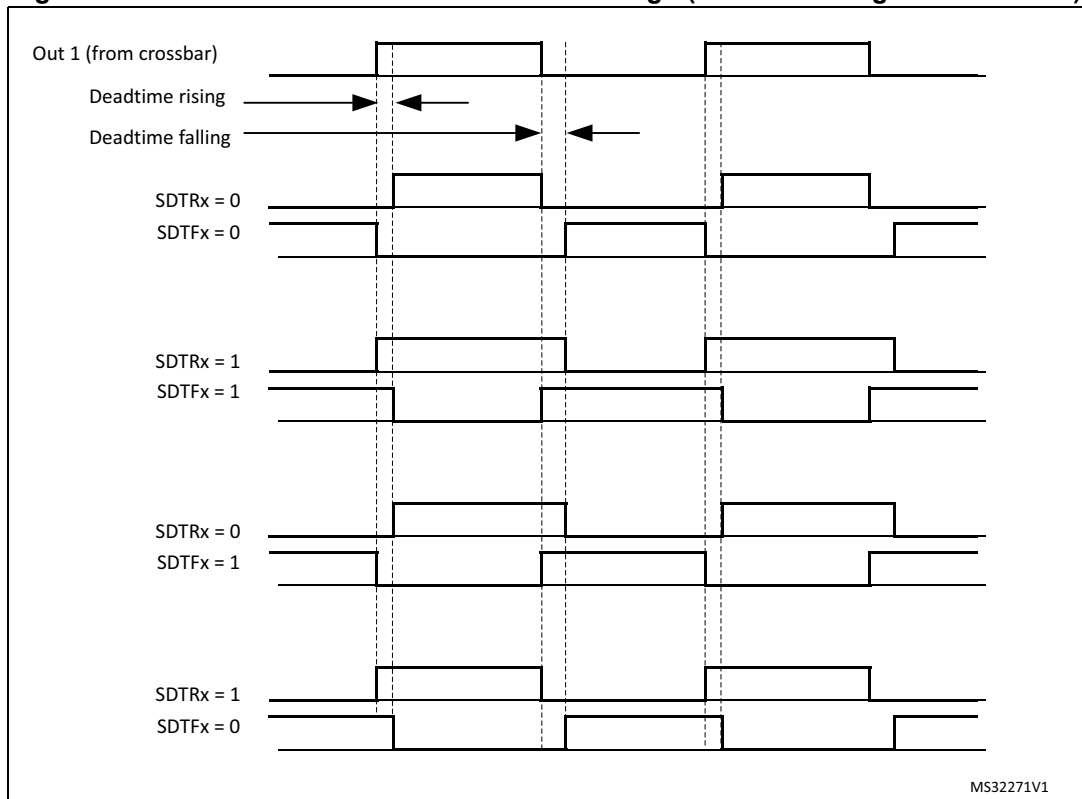 Out 1 (from crossbar)
Deadtime rising
Deadtime falling
SDTRx = 0
SDTFx = 0
SDTRx = 1
SDTFx = 1
SDTRx = 0
SDTFx = 1
SDTRx = 1
SDTFx = 0
MS32271V1